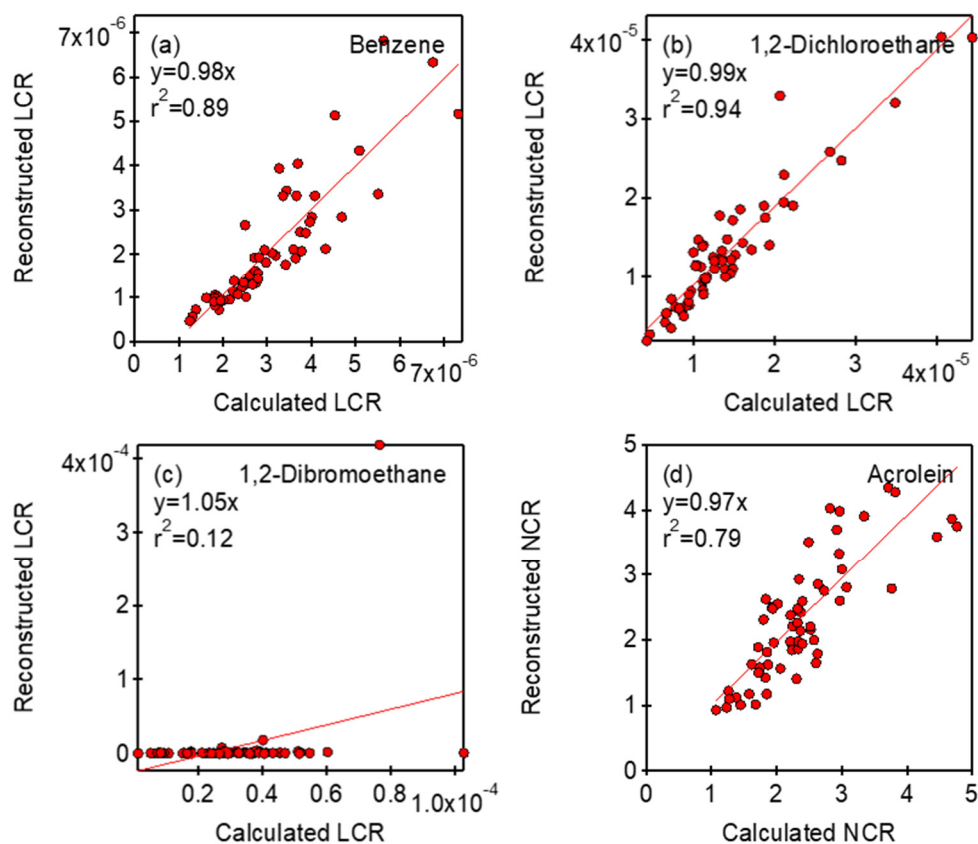 7x10-6
(a)
Benzene
y=0.98x
r2=0.89
6
5
4
3
2
1
0
Reconstructed LCR
0
1
2
3
4
5
6
7x10-6
Calculated LCR
4x10-5
(b)
1,2-Dichloroethane
y=0.99x
r2=0.94
3
2
1
Reconstructed LCR
1
2
3
4x10-5
Calculated LCR
4x10-4
(c)
1,2-Dibromoethane
y=1.05x
r2=0.12
3
2
1
0
Reconstructed LCR
0.2
0.4
0.6
0.8
1.0x10-4
Calculated LCR
5
(d)
Acrolein
y=0.97x
r2=0.79
4
3
2
1
0
Reconstructed NCR
0
1
2
3
4
5
Calculated NCR